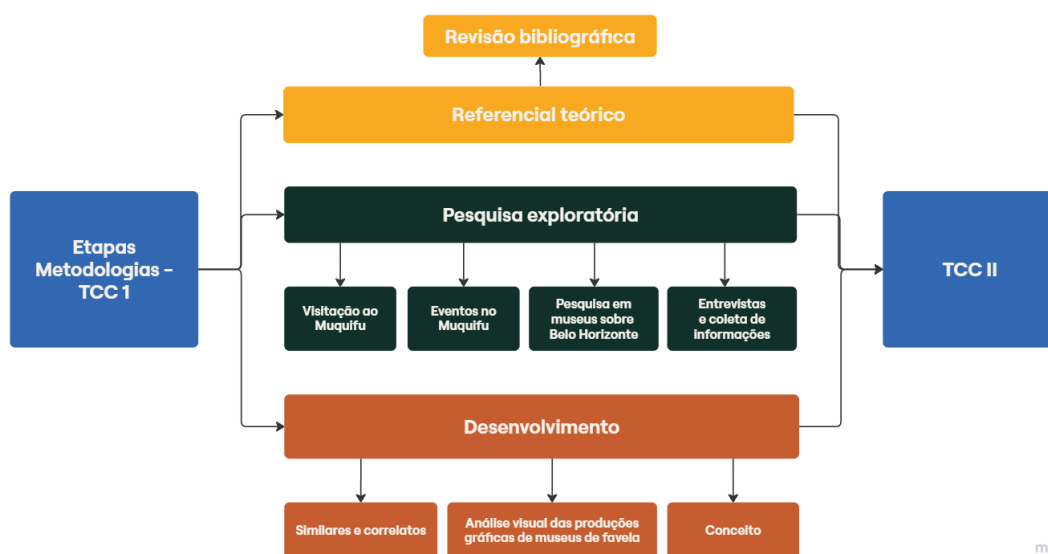 Revisão bibliográfica
Referencial teórico
Pesquisa exploratória
Etapas
Metodologias -
TCC 1
TCC II
Visitação ao
Muquifu
Eventos no
Muquifu
Pesquisa em
museus sobre
Belo Horizonte
Entrevistas
e coleta de
informações
Desenvolvimento
Similares e correlatos
Análise visual das produções
gráficas de museus de favela
Conceito